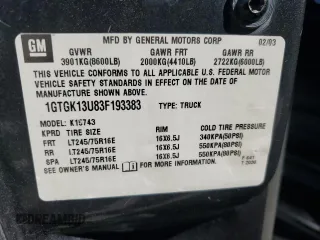 GM
MFD BY GENERAL MOTORS CORP
02/03
GVWR GAWR FRT GAWR RR
3901KG(8600LB) 2000KG(4410LB) 2722KG(6000LB)
THIS VEHICLE CONFORMS TO ALL APPLICABLE U.S. FEDERAL MOTOR
VEHICLE SAFETY STANDARDS IN EFFECT ON THE DATE OF
MANUFACTURE SHOWN ABOVE.
1GTGK13U83F193383 TYPE: TRUCK
MODEL: K1C743
KPRD TIRE SIZE RIM COLD TIRE PRESSURE
FRT LT245/75R16E 16X6.5J 340KPA(50PSI)
RR LT245/75R16E 16X6.5J 550KPA(80PSI)
SPA LT245/75R16E 16X6.5J 550KPA(80PSI)
SEE OWNER'S MANUAL